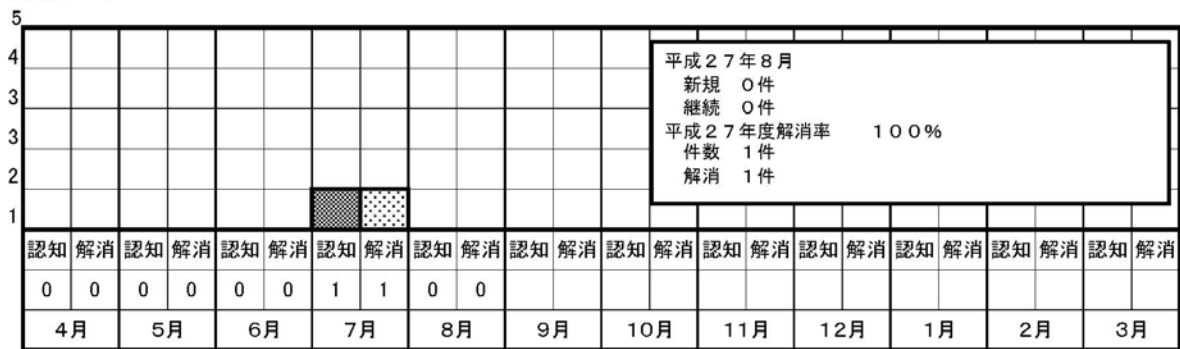 5
4
3
3
2
1
平成27年8月
新規 0件
継続 0件
平成27年度解消率 100%
件数 1件
解消 1件
認知 解消 認知 解消 認知 解消 認知 解消 認知 解消 認知 解消 認知 解消 認知 解消 認知 解消 認知 解消 認知 解消 認知 解消
0 0 0 0 0 0 1 1 0 0
4月 5月 6月 7月 8月 9月 10月 11月 12月 1月 2月 3月